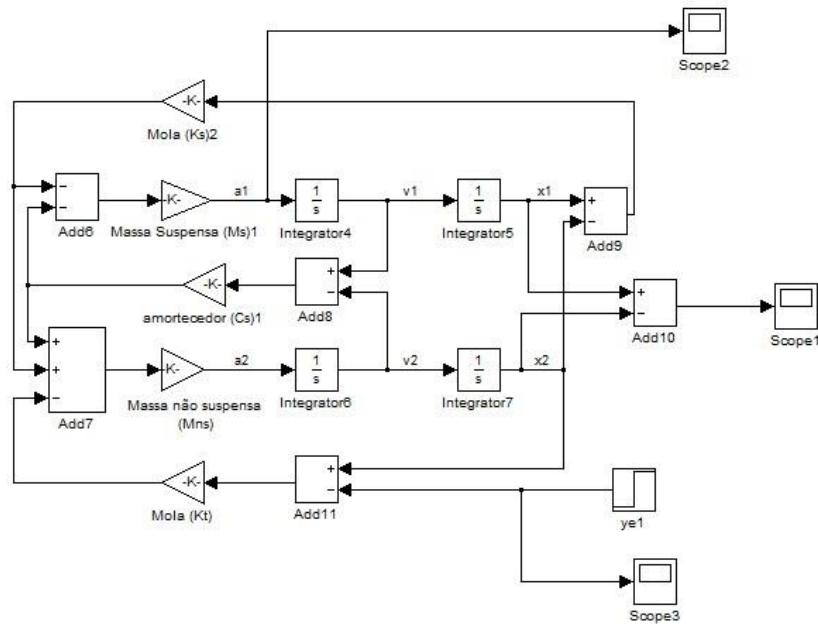 Scope2
-K-
Mola (Ks)2
a1
v1
x1
−
−
-K-
1
s
1
s
+
−
Add6
Massa Suspensa (Ms)1
Integrator4
Integrator5
Add9
-K-
+
−
+
−
amortecedor (Cs)1
Add8
Add10
Scope1
+
+
−
-K-
a2
1
s
v2
1
s
x2
Add7
Massa não suspensa
(Mns)
Integrator6
Integrator7
-K-
+
−
Mola (Kt)
Add11
ye1
Scope3